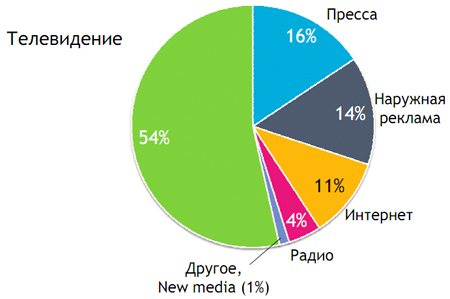 Телевидение
Пресса
16%
Наружная
реклама
14%
54%
11%
Интернет
4%
Радио
Другое,
New media (1%)